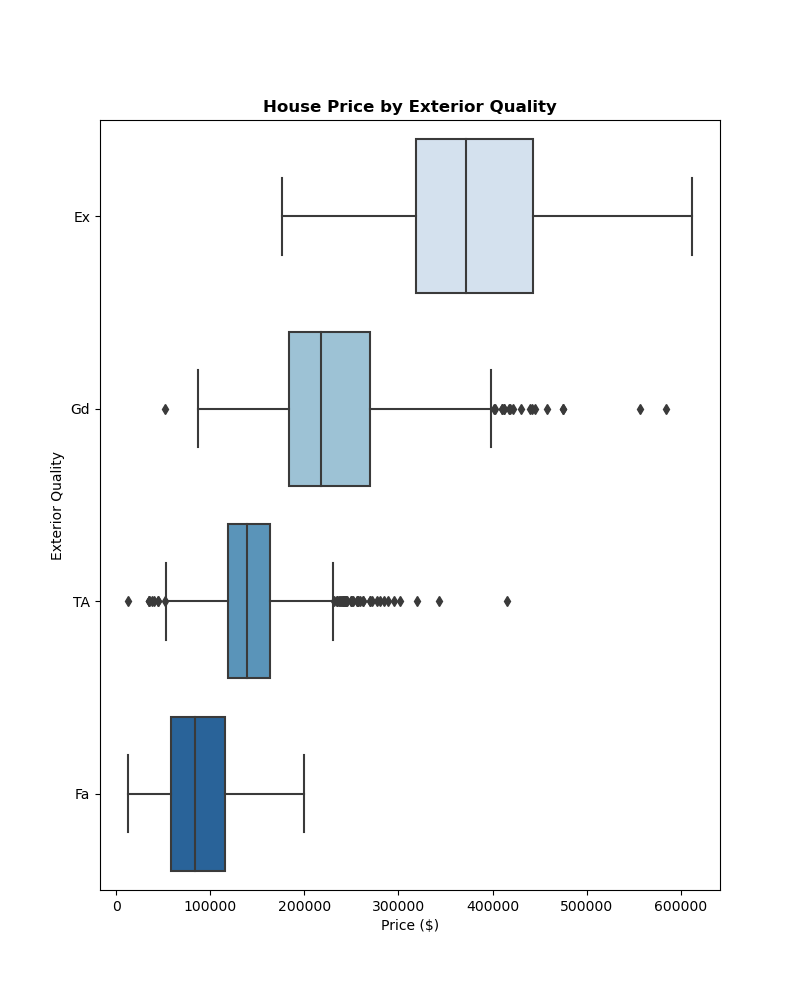 House Price by Exterior Quality
Exterior Quality
Ex
Gd
TA
Fa
0 100000 200000 300000 400000 500000 600000
Price ($)